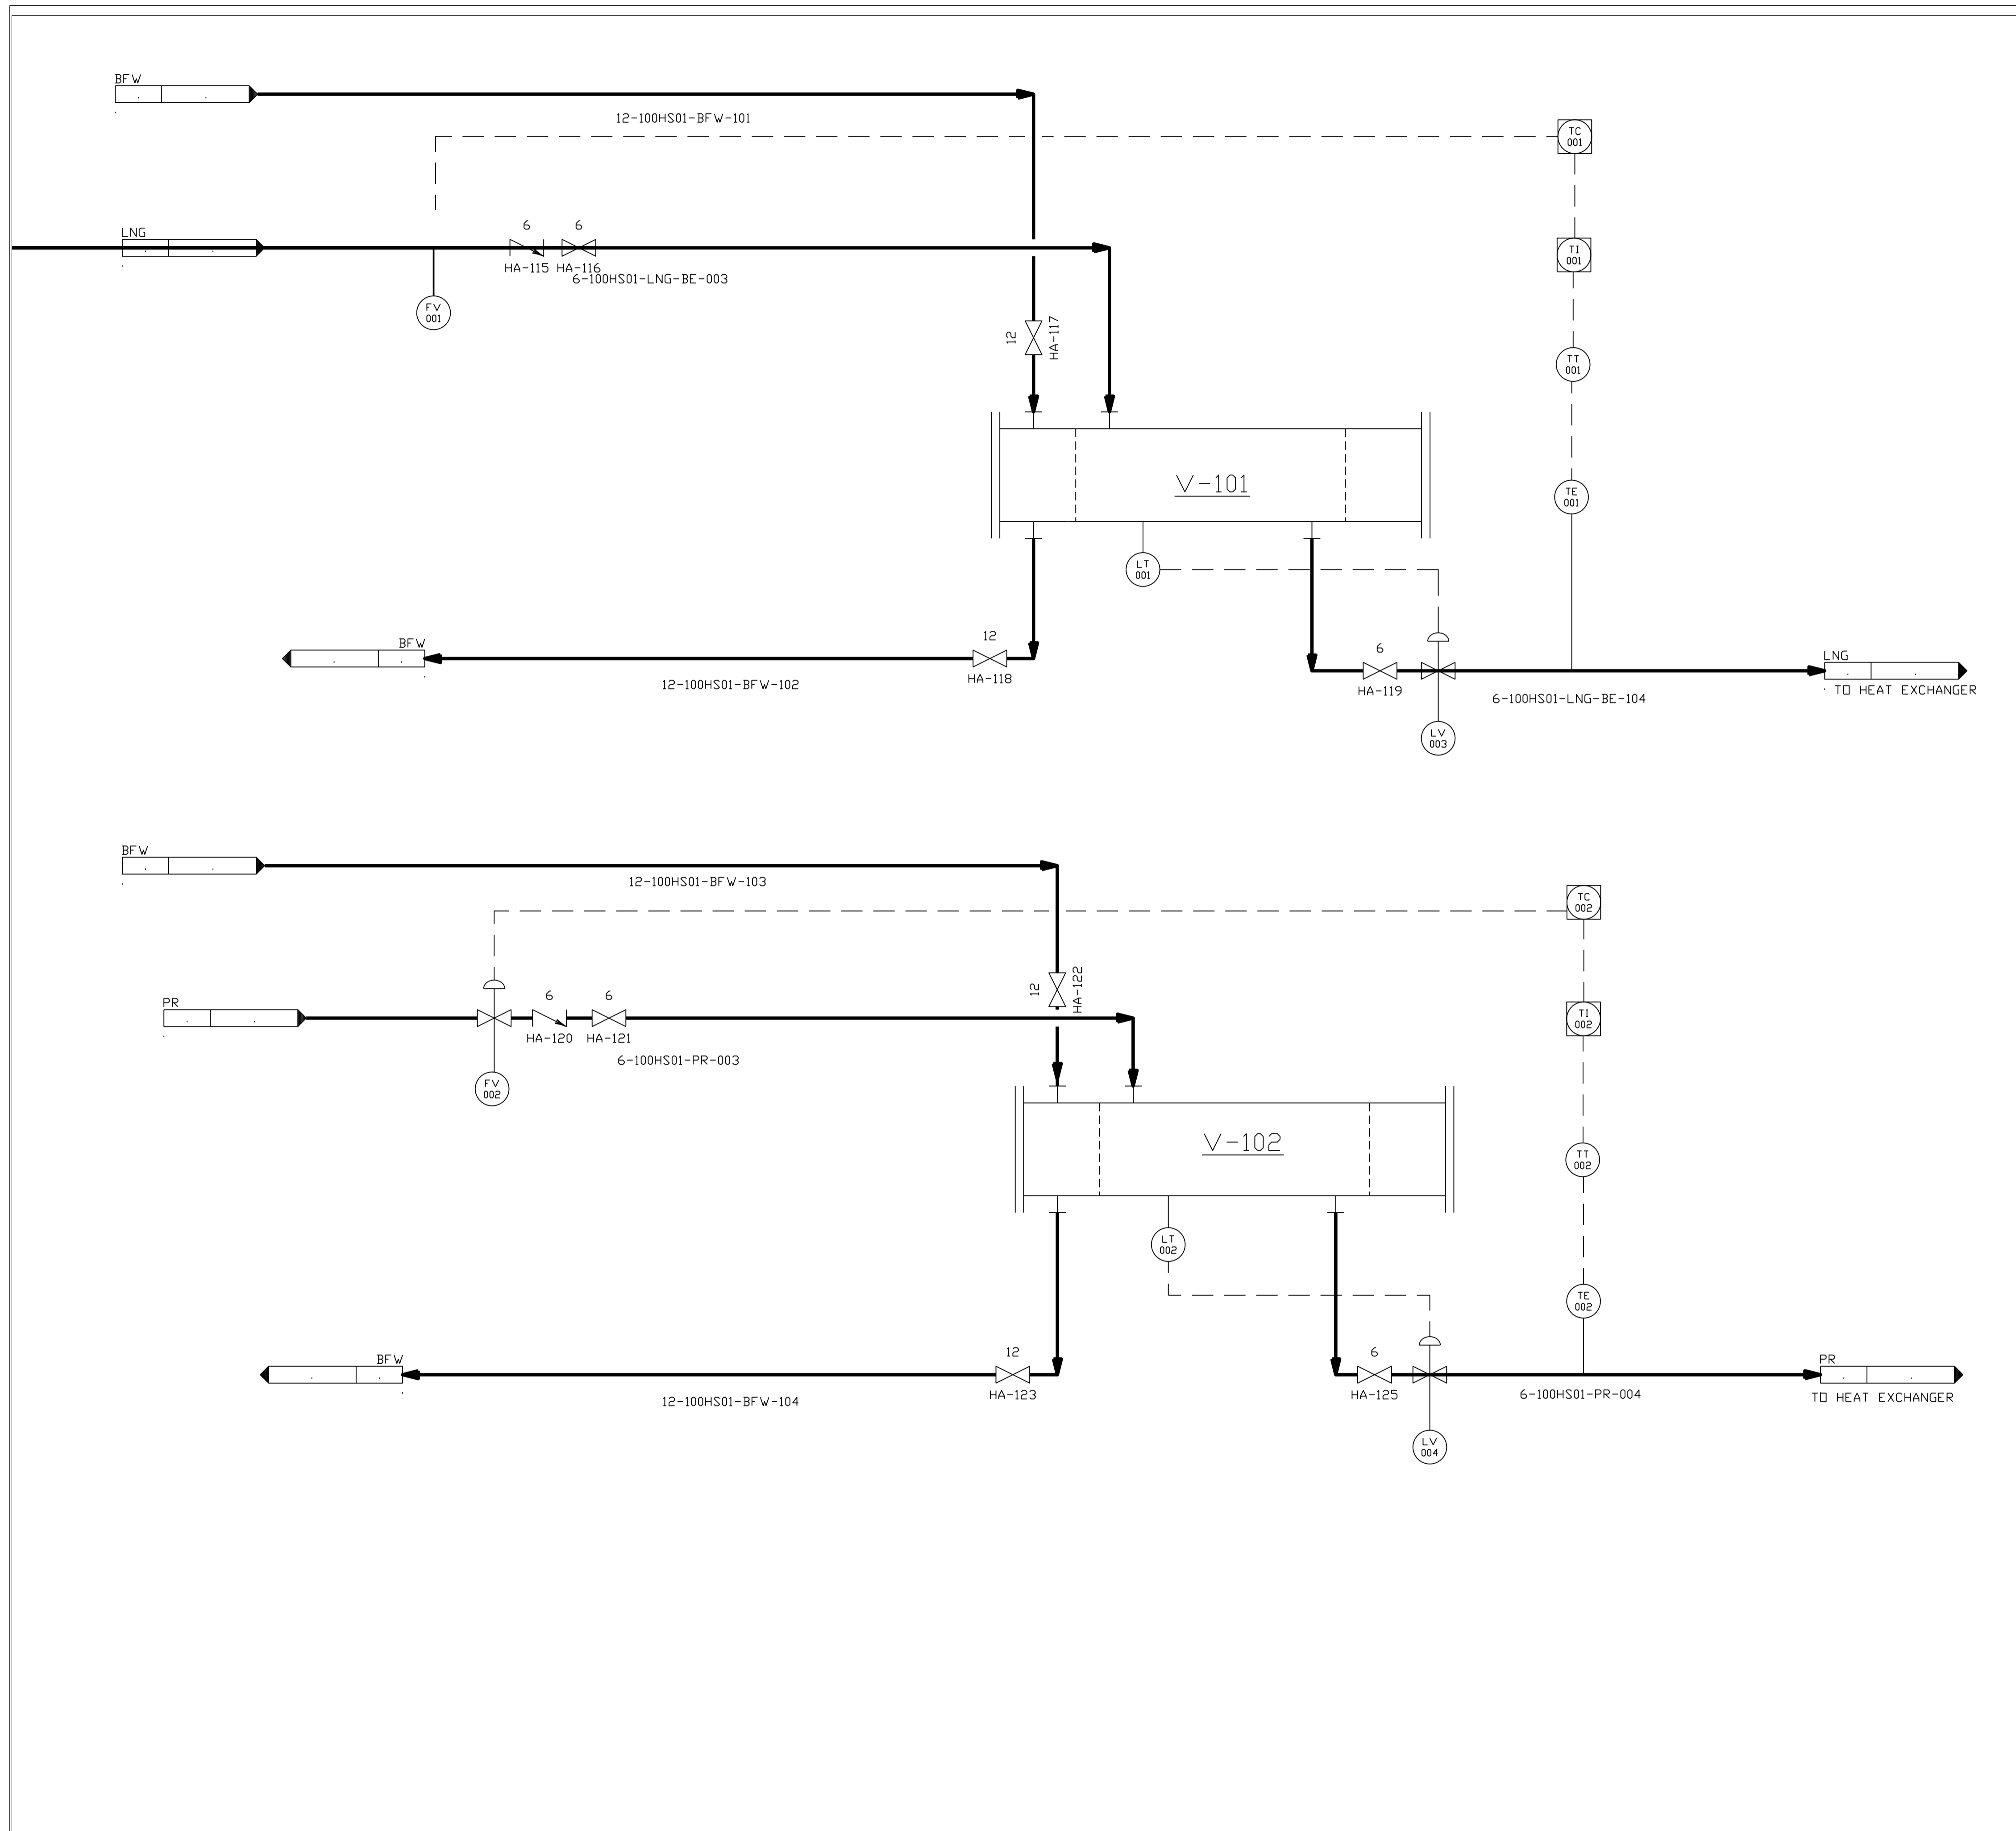 BFW
12-100HS01-BFW-101
TC
001
LNG
6
6
HA-115
HA-116
6-100HS01-LNG-BE-003
TI
001
FV
001
12
HA-117
TT
001
V-101
TE
001
LT
001
BFW
12
HA-118
12-100HS01-BFW-102
6
HA-119
6-100HS01-LNG-BE-104
LNG
TO HEAT EXCHANGER
LV
003
BFW
12-100HS01-BFW-103
TC
002
12
HA-122
PR
6
6
HA-120
HA-121
6-100HS01-PR-003
TI
002
FV
002
V-102
TT
002
LT
002
TE
002
BFW
12
HA-123
12-100HS01-BFW-104
6
HA-125
6-100HS01-PR-004
PR
TO HEAT EXCHANGER
LV
004